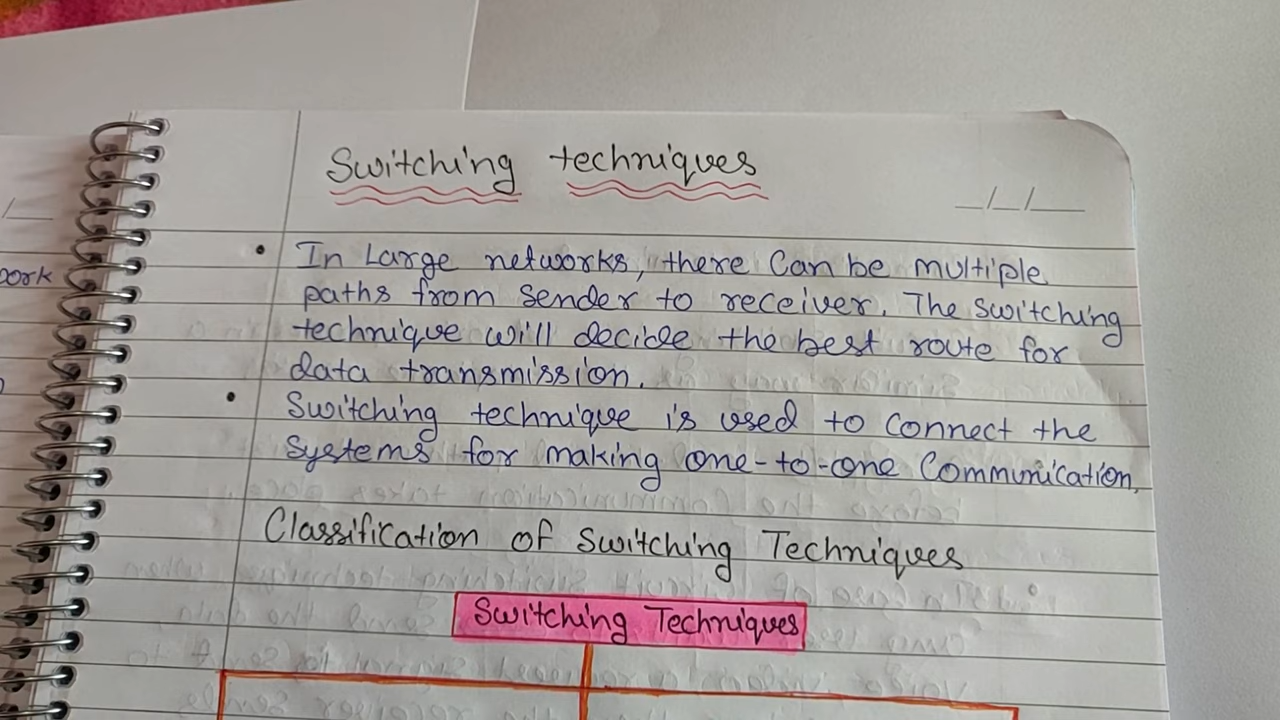 Switching techniques
_/_/__
ork
• In Large networks, there can be multiple
paths from sender to receiver. The switching
technique will decide the best route for
data transmission.
• Switching technique is used to connect the
systems for making one-to-one communication.
Classification of Switching Techniques
Switching Techniques